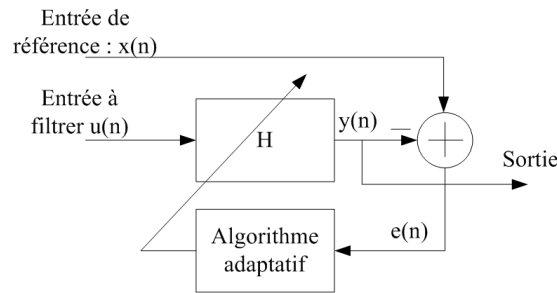 Entrée de
référence : x(n)
Entrée à
filtrer u(n)
H
y(n)
Sortie
Algorithme
adaptatif
e(n)